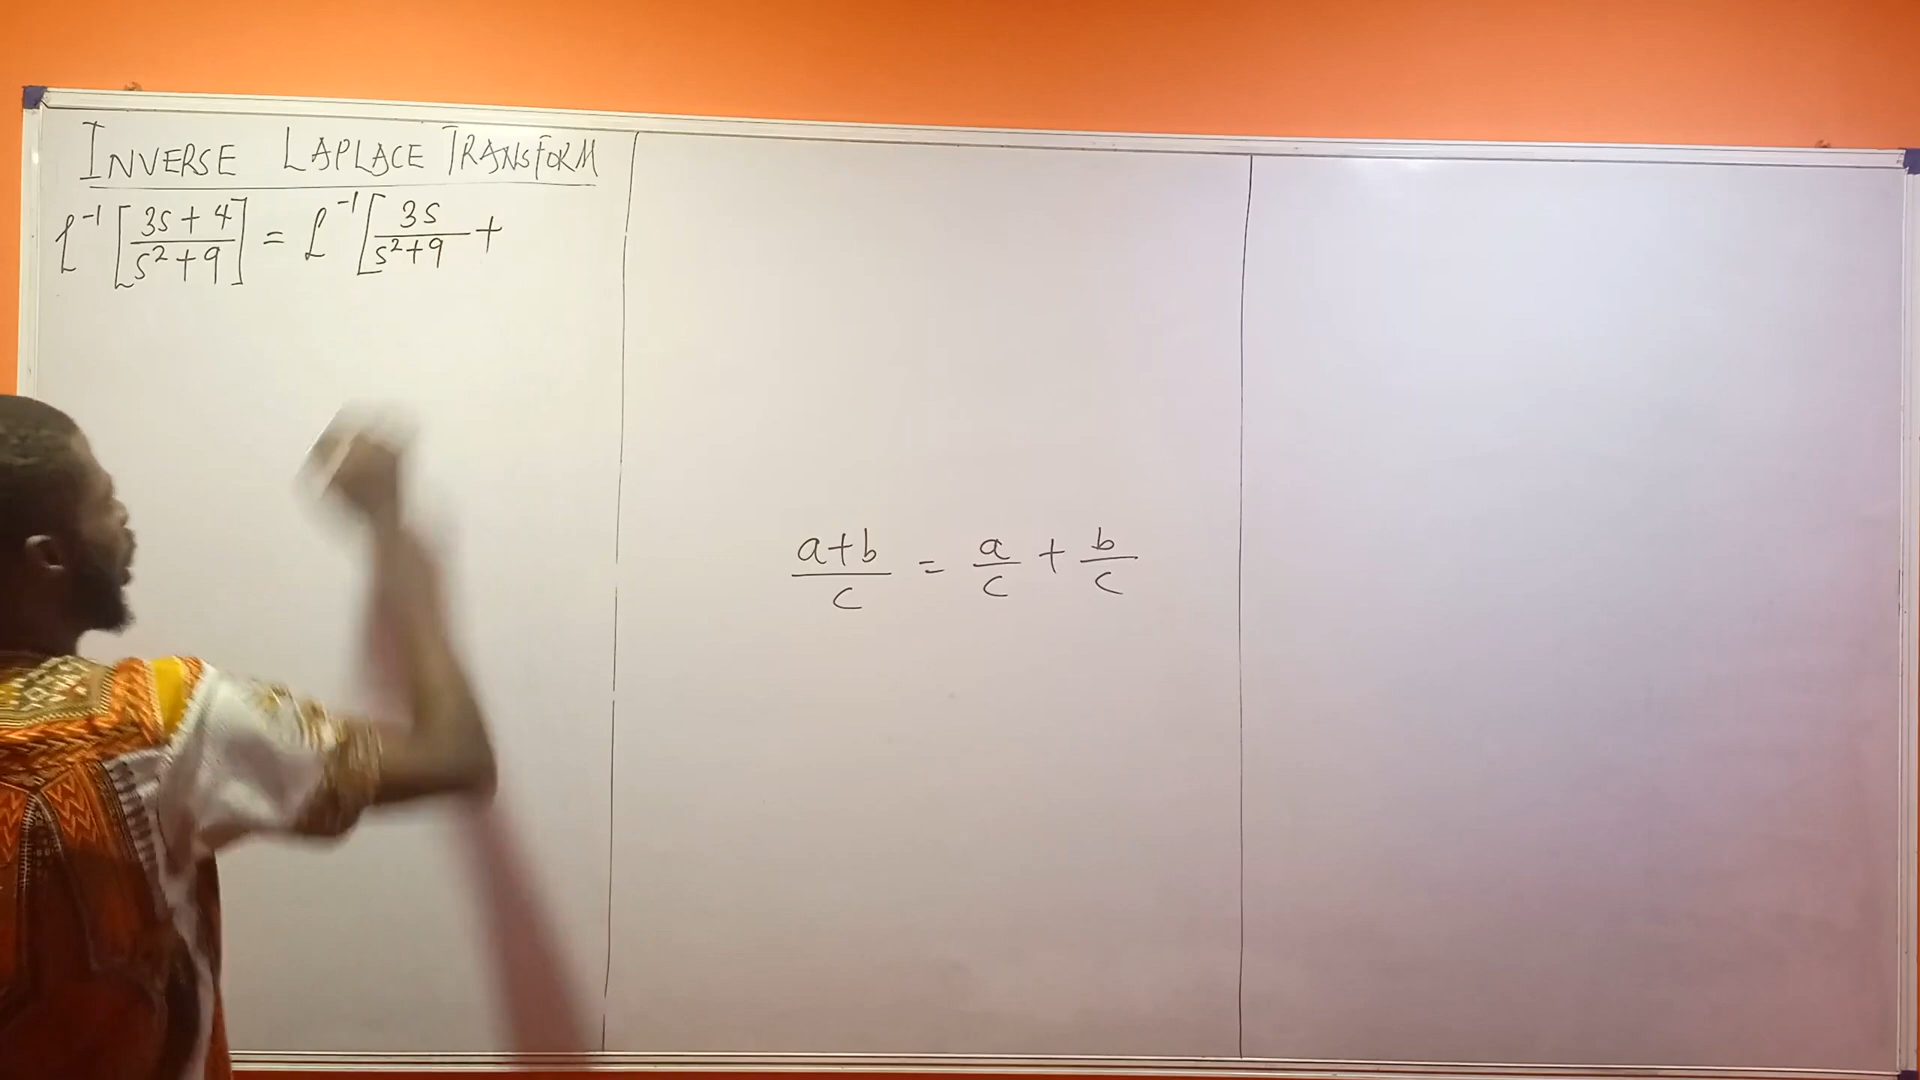 INVERSE LAPLACE TRANSFORM
ℒ⁻¹[(3s+4)/(s²+9)] = ℒ⁻¹[3s/(s²+9) +
(a+b)/c = a/c + b/c